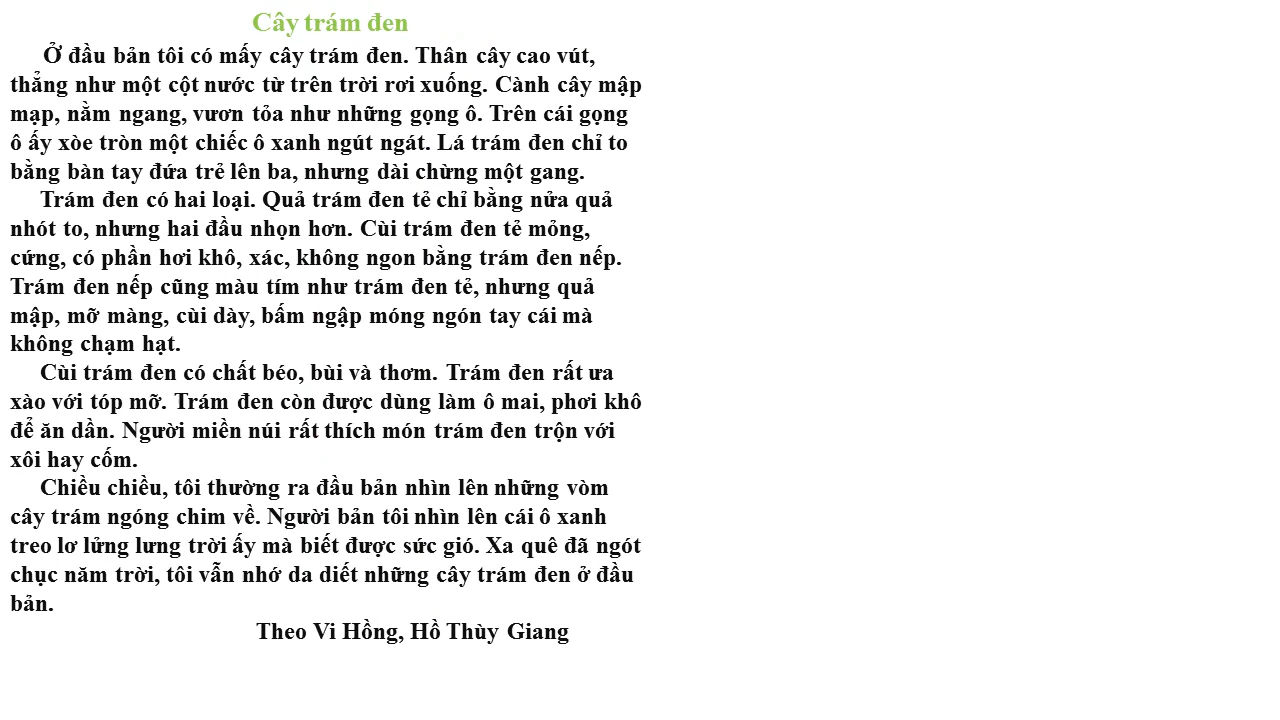 Cây trám đen
Ở đầu bản tôi có mấy cây trám đen. Thân cây cao vút,
thẳng như một cột nước từ trên trời rơi xuống. Cành cây mập
mạp, nằm ngang, vươn tỏa như những gọng ô. Trên cái gọng
ô ấy xòe tròn một chiếc ô xanh ngút ngát. Lá trám đen chỉ to
bằng bàn tay đứa trẻ lên ba, nhưng dài chừng một gang.
Trám đen có hai loại. Quả trám đen tẻ chỉ bằng nửa quả
nhót to, nhưng hai đầu nhọn hơn. Cùi trám đen tẻ mỏng,
cứng, có phần hơi khô, xác, không ngon bằng trám đen nếp.
Trám đen nếp cũng màu tím như trám đen tẻ, nhưng quả
mập, mỡ màng, cùi dày, bấm ngập móng ngón tay cái mà
không chạm hạt.
Cùi trám đen có chất béo, bùi và thơm. Trám đen rất ưa
xào với tóp mỡ. Trám đen còn được dùng làm ô mai, phơi khô
để ăn dần. Người miền núi rất thích món trám đen trộn với
xôi hay cốm.
Chiều chiều, tôi thường ra đầu bản nhìn lên những vòm
cây trám ngóng chim về. Người bản tôi nhìn lên cái ô xanh
treo lơ lửng lưng trời ấy mà biết được sức gió. Xa quê đã ngót
chục năm trời, tôi vẫn nhớ da diết những cây trám đen ở đầu
bản.
Theo Vi Hồng, Hồ Thùy Giang